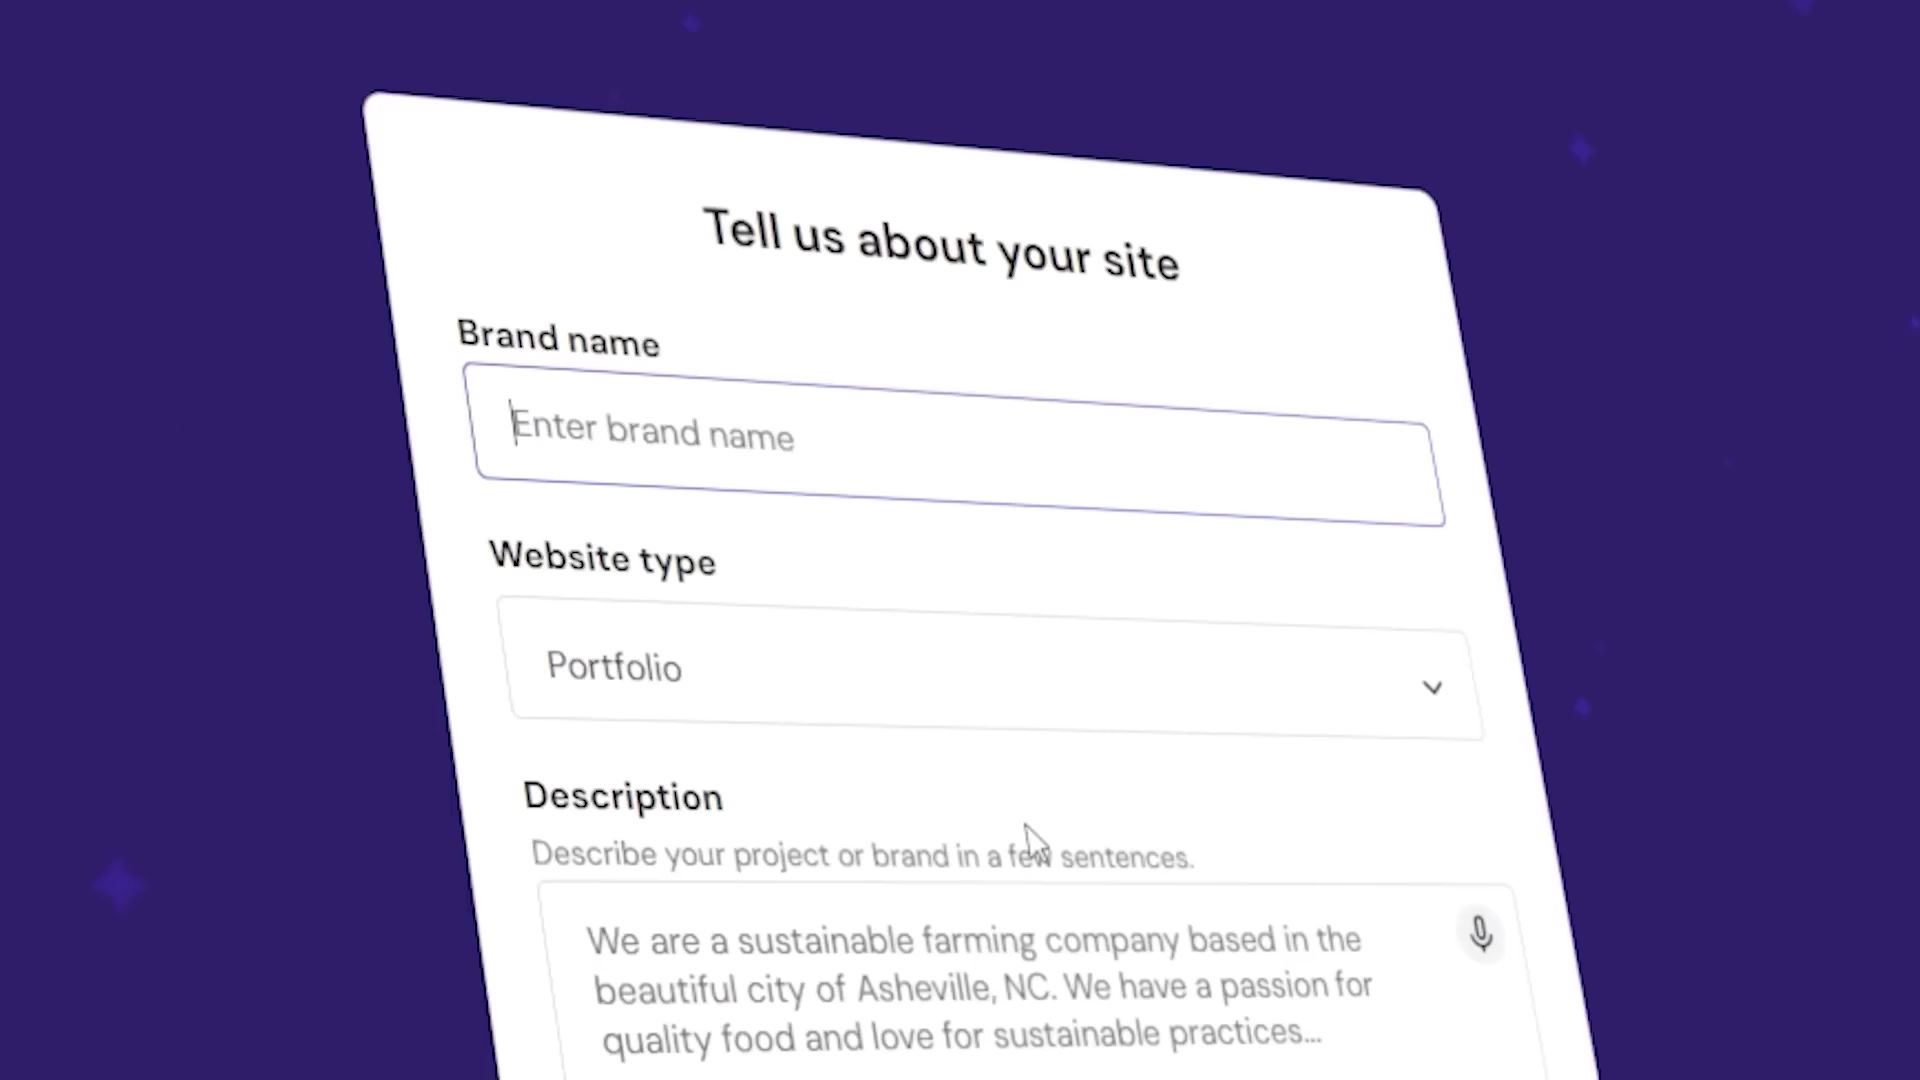 Tell us about your site
Brand name
Enter brand name
Website type
Portfolio
Description
Describe your project or brand in a few sentences.
We are a sustainable farming company based in the
beautiful city of Asheville, NC. We have a passion for
quality food and love for sustainable practices...